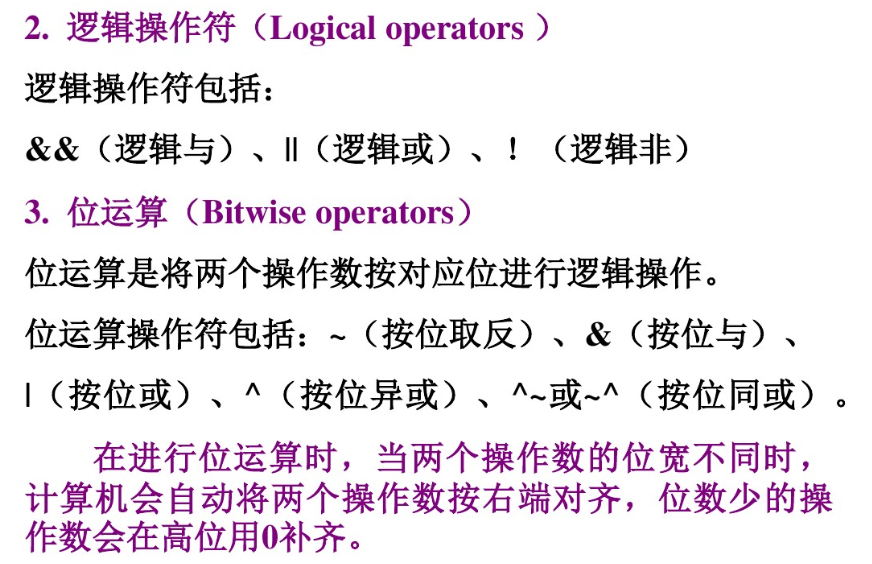 2. 逻辑操作符（Logical operators ）
逻辑操作符包括：
&&（逻辑与）、||（逻辑或）、！（逻辑非）
3. 位运算（Bitwise operators）
位运算是将两个操作数按对应位进行逻辑操作。
位运算操作符包括：~（按位取反）、&（按位与）、
|（按位或）、^（按位异或）、^~或~^（按位同或）。
在进行位运算时，当两个操作数的位宽不同时，
计算机会自动将两个操作数按右端对齐，位数少的操
作数会在高位用0补齐。